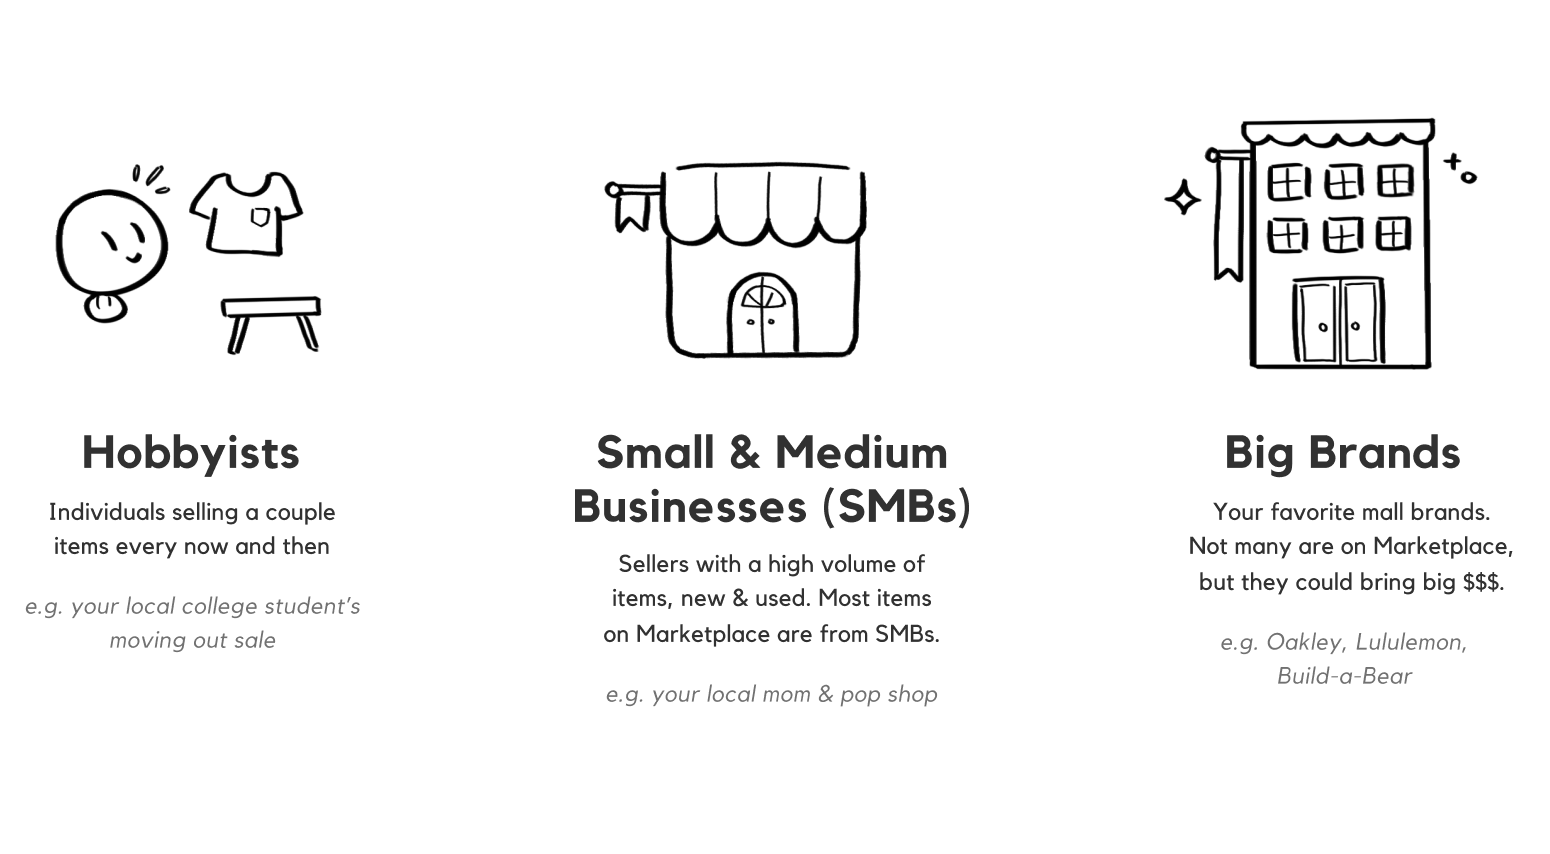 Hobbyists
Individuals selling a couple
items every now and then
e.g. your local college student’s
moving out sale
Small & Medium
Businesses (SMBs)
Sellers with a high volume of
items, new & used. Most items
on Marketplace are from SMBs.
e.g. your local mom & pop shop
Big Brands
Your favorite mall brands.
Not many are on Marketplace,
but they could bring big $$$.
e.g. Oakley, Lululemon,
Build-a-Bear